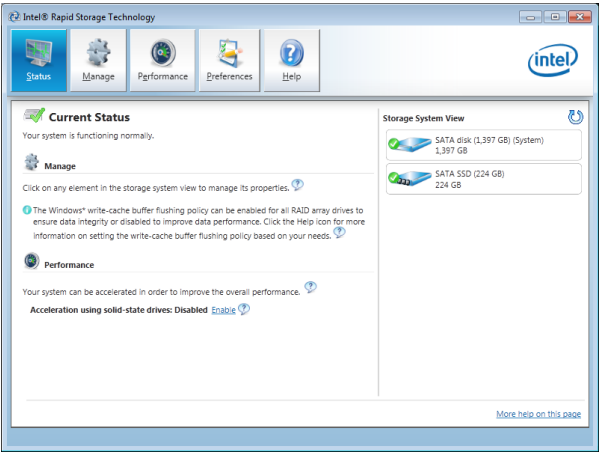 Intel® Rapid Storage Technology
Status
Manage
Performance
Preferences
Help
intel
Current Status
Your system is functioning normally.
Manage
Click on any element in the storage system view to manage its properties.
The Windows* write-cache buffer flushing policy can be enabled for all RAID array drives to
ensure data integrity or disabled to improve data performance. Click the Help icon for more
information on setting the write-cache buffer flushing policy based on your needs.
Performance
Your system can be accelerated in order to improve the overall performance.
Acceleration using solid-state drives: Disabled Enable
Storage System View
SATA disk (1,397 GB) (System)
1,397 GB
SATA SSD (224 GB)
224 GB
More help on this page